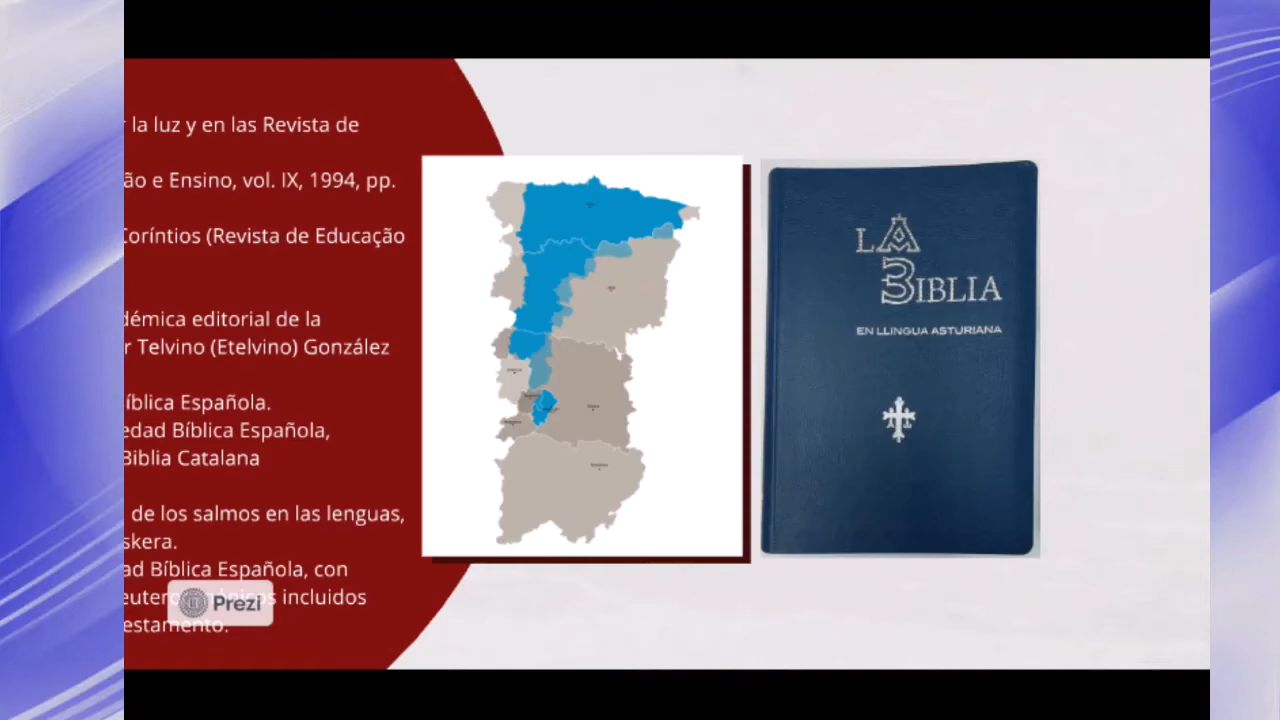 la luz y en las Revista de
ão e Ensino, vol. IX, 1994, pp.
Coríntios (Revista de Educação
démica editorial de la
r Telvino (Etelvino) González
íblica Española.
edad Bíblica Española,
Biblia Catalana
de los salmos en las lenguas,
skera.
ad Bíblica Española, con
incluidos
estamento.
Prezi
LA
BIBLIA
EN LLINGUA ASTURIANA